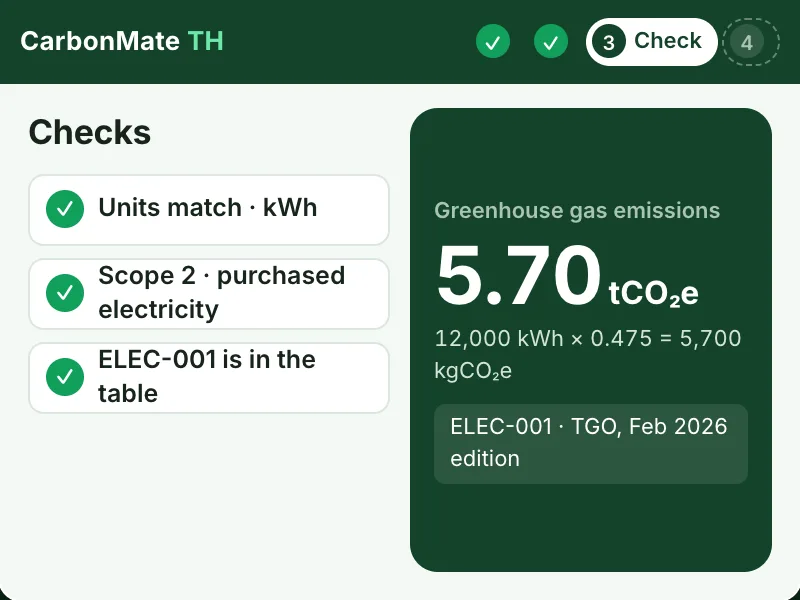 CarbonMate TH
3 Check
4
Checks
Units match · kWh
Scope 2 · purchased
electricity
ELEC-001 is in the
table
Greenhouse gas emissions
5.70 tCO₂e
12,000 kWh × 0.475 = 5,700
kgCO₂e
ELEC-001 · TGO, Feb 2026
edition